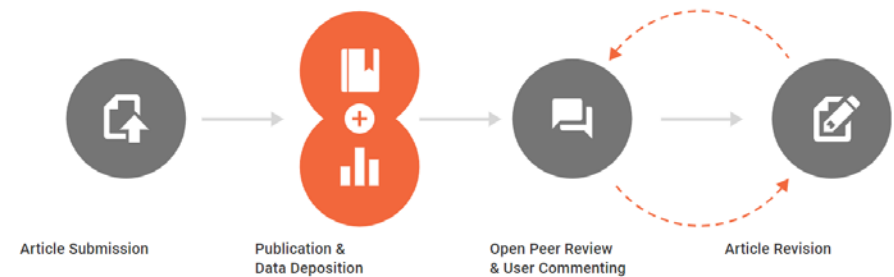 Article Submission
Publication &
Data Deposition
Open Peer Review
& User Commenting
Article Revision